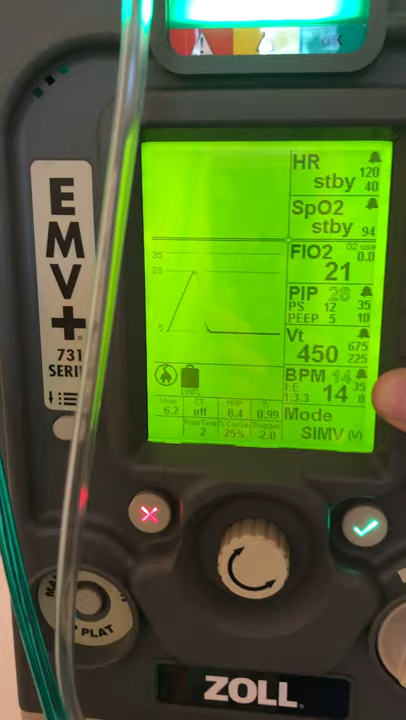 OK
EMV+
731
SERIE
HR 120
stby 40
SpO2
stby 94
FIO2 O2 use 0.0
21
35
28
5
PIP 28 35
PS 12
PEEP 5 10
Vt 675
450 225
100%
BPM 14 35
I:E
1:3.3 14 8
Vmin CT MAP Ti
6.2 off 8.4 0.99
RiseTime %Cycle Trigger
2 25% -2.0
Mode
SIMV (V)
P PLAT
ZOLL